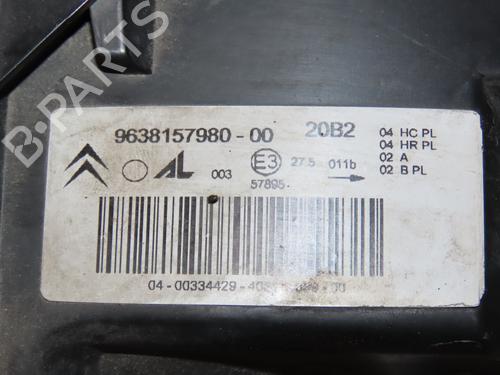 9638157980-00 20B2
04 HC PL
04 HR PL
02 A
02 B PL
AL 003 E3 27.5 011b
57895
B-PARTS